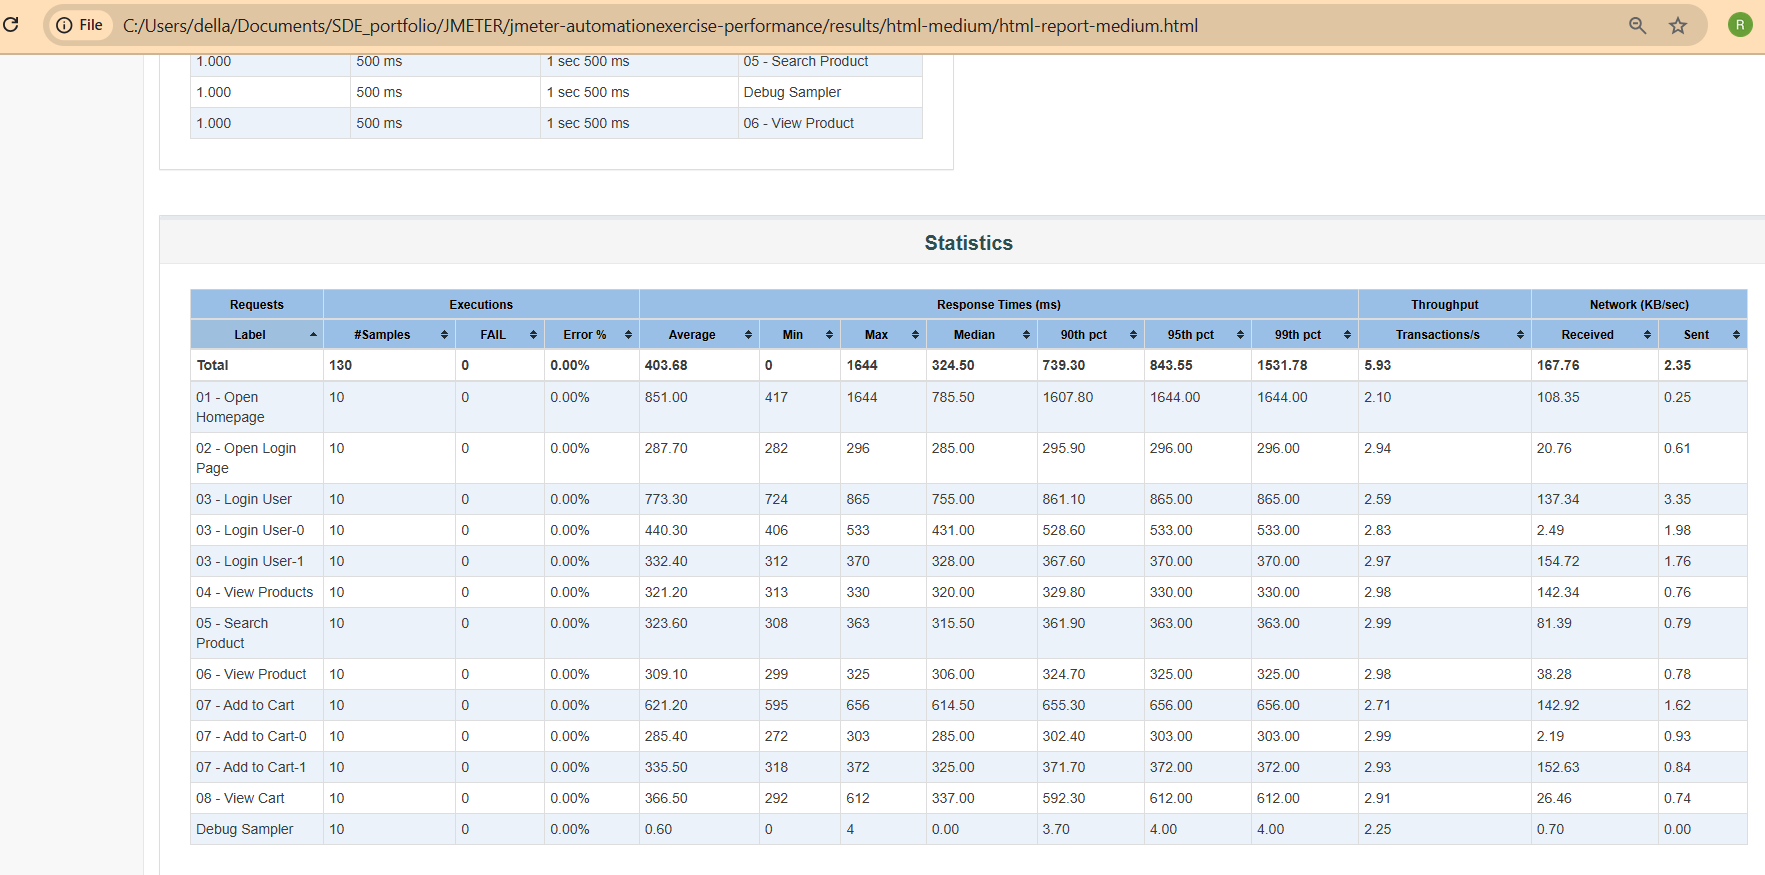 File C:/Users/della/Documents/SDE_portfolio/JMETER/jmeter-automationexercise-performance/results/html-medium/html-report-medium.html R
1.000 500 ms 1 sec 500 ms 05 - Search Product
1.000 500 ms 1 sec 500 ms Debug Sampler
1.000 500 ms 1 sec 500 ms 06 - View Product
Statistics
Requests Executions Response Times (ms) Throughput Network (KB/sec)
Label #Samples FAIL Error % Average Min Max Median 90th pct 95th pct 99th pct Transactions/s Received Sent
Total 130 0 0.00% 403.68 0 1644 324.50 739.30 843.55 1531.78 5.93 167.76 2.35
01 - Open 10 0 0.00% 851.00 417 1644 785.50 1607.80 1644.00 1644.00 2.10 108.35 0.25
Homepage
02 - Open Login 10 0 0.00% 287.70 282 296 285.00 295.90 296.00 296.00 2.94 20.76 0.61
Page
03 - Login User 10 0 0.00% 773.30 724 865 755.00 861.10 865.00 865.00 2.59 137.34 3.35
03 - Login User-0 10 0 0.00% 440.30 406 533 431.00 528.60 533.00 533.00 2.83 2.49 1.98
03 - Login User-1 10 0 0.00% 332.40 312 370 328.00 367.60 370.00 370.00 2.97 154.72 1.76
04 - View Products 10 0 0.00% 321.20 313 330 320.00 329.80 330.00 330.00 2.98 142.34 0.76
05 - Search 10 0 0.00% 323.60 308 363 315.50 361.90 363.00 363.00 2.99 81.39 0.79
Product
06 - View Product 10 0 0.00% 309.10 299 325 306.00 324.70 325.00 325.00 2.98 38.28 0.78
07 - Add to Cart 10 0 0.00% 621.20 595 656 614.50 655.30 656.00 656.00 2.71 142.92 1.62
07 - Add to Cart-0 10 0 0.00% 285.40 272 303 285.00 302.40 303.00 303.00 2.99 2.19 0.93
07 - Add to Cart-1 10 0 0.00% 335.50 318 372 325.00 371.70 372.00 372.00 2.93 152.63 0.84
08 - View Cart 10 0 0.00% 366.50 292 612 337.00 592.30 612.00 612.00 2.91 26.46 0.74
Debug Sampler 10 0 0.00% 0.60 0 4 0.00 3.70 4.00 4.00 2.25 0.70 0.00